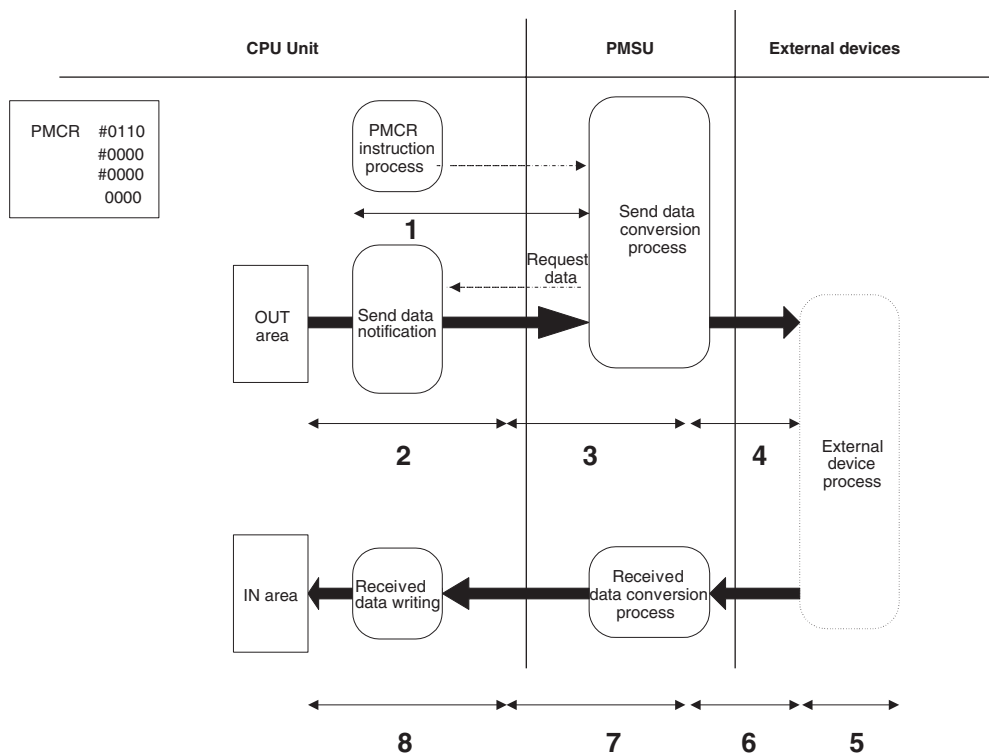 CPU Unit PMSU External devices
PMCR #0110
#0000
#0000
0000
PMCR
instruction
process
1
Send data
conversion
process
Request
data
OUT
area
Send data
notification
2 3 4
External
device
process
IN area
Received
data writing
Received
data conversion
process
8 7 6 5